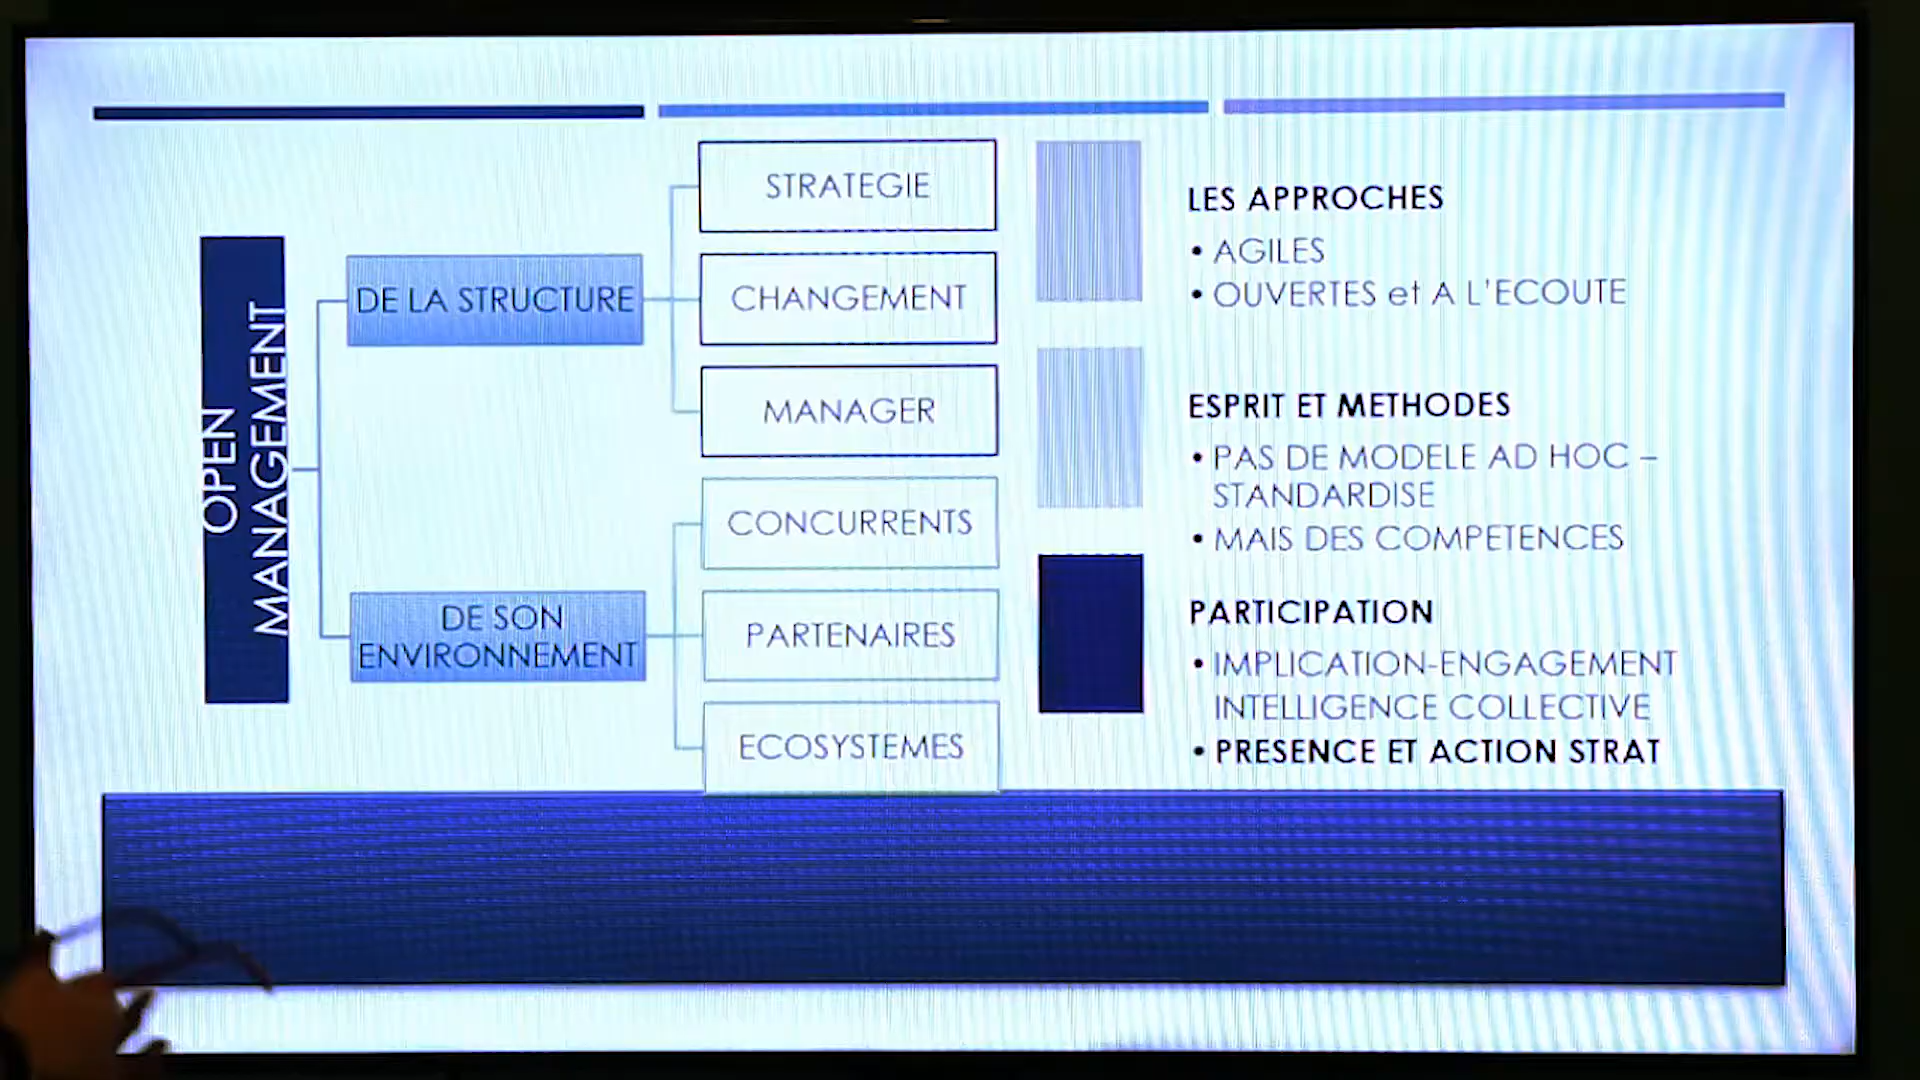 OPEN
MANAGEMENT
DE LA STRUCTURE
STRATEGIE
CHANGEMENT
MANAGER
DE SON
ENVIRONNEMENT
CONCURRENTS
PARTENAIRES
ECOSYSTEMES
LES APPROCHES
• AGILES
• OUVERTES et A L'ECOUTE
ESPRIT ET METHODES
• PAS DE MODELE AD HOC –
STANDARDISE
• MAIS DES COMPETENCES
PARTICIPATION
• IMPLICATION-ENGAGEMENT
INTELLIGENCE COLLECTIVE
• PRESENCE ET ACTION STRAT